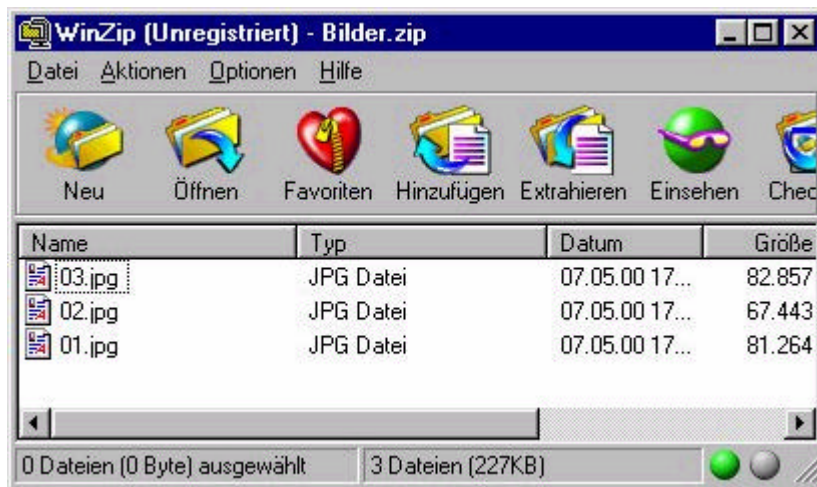 WinZip (Unregistriert) - Bilder.zip
Datei Aktionen Optionen Hilfe
Neu Öffnen Favoriten Hinzufügen Extrahieren Einsehen Chec
Name Typ Datum Größe
03.jpg JPG Datei 07.05.00 17... 82.857
02.jpg JPG Datei 07.05.00 17... 67.443
01.jpg JPG Datei 07.05.00 17... 81.264
0 Dateien (0 Byte) ausgewählt 3 Dateien (227KB)